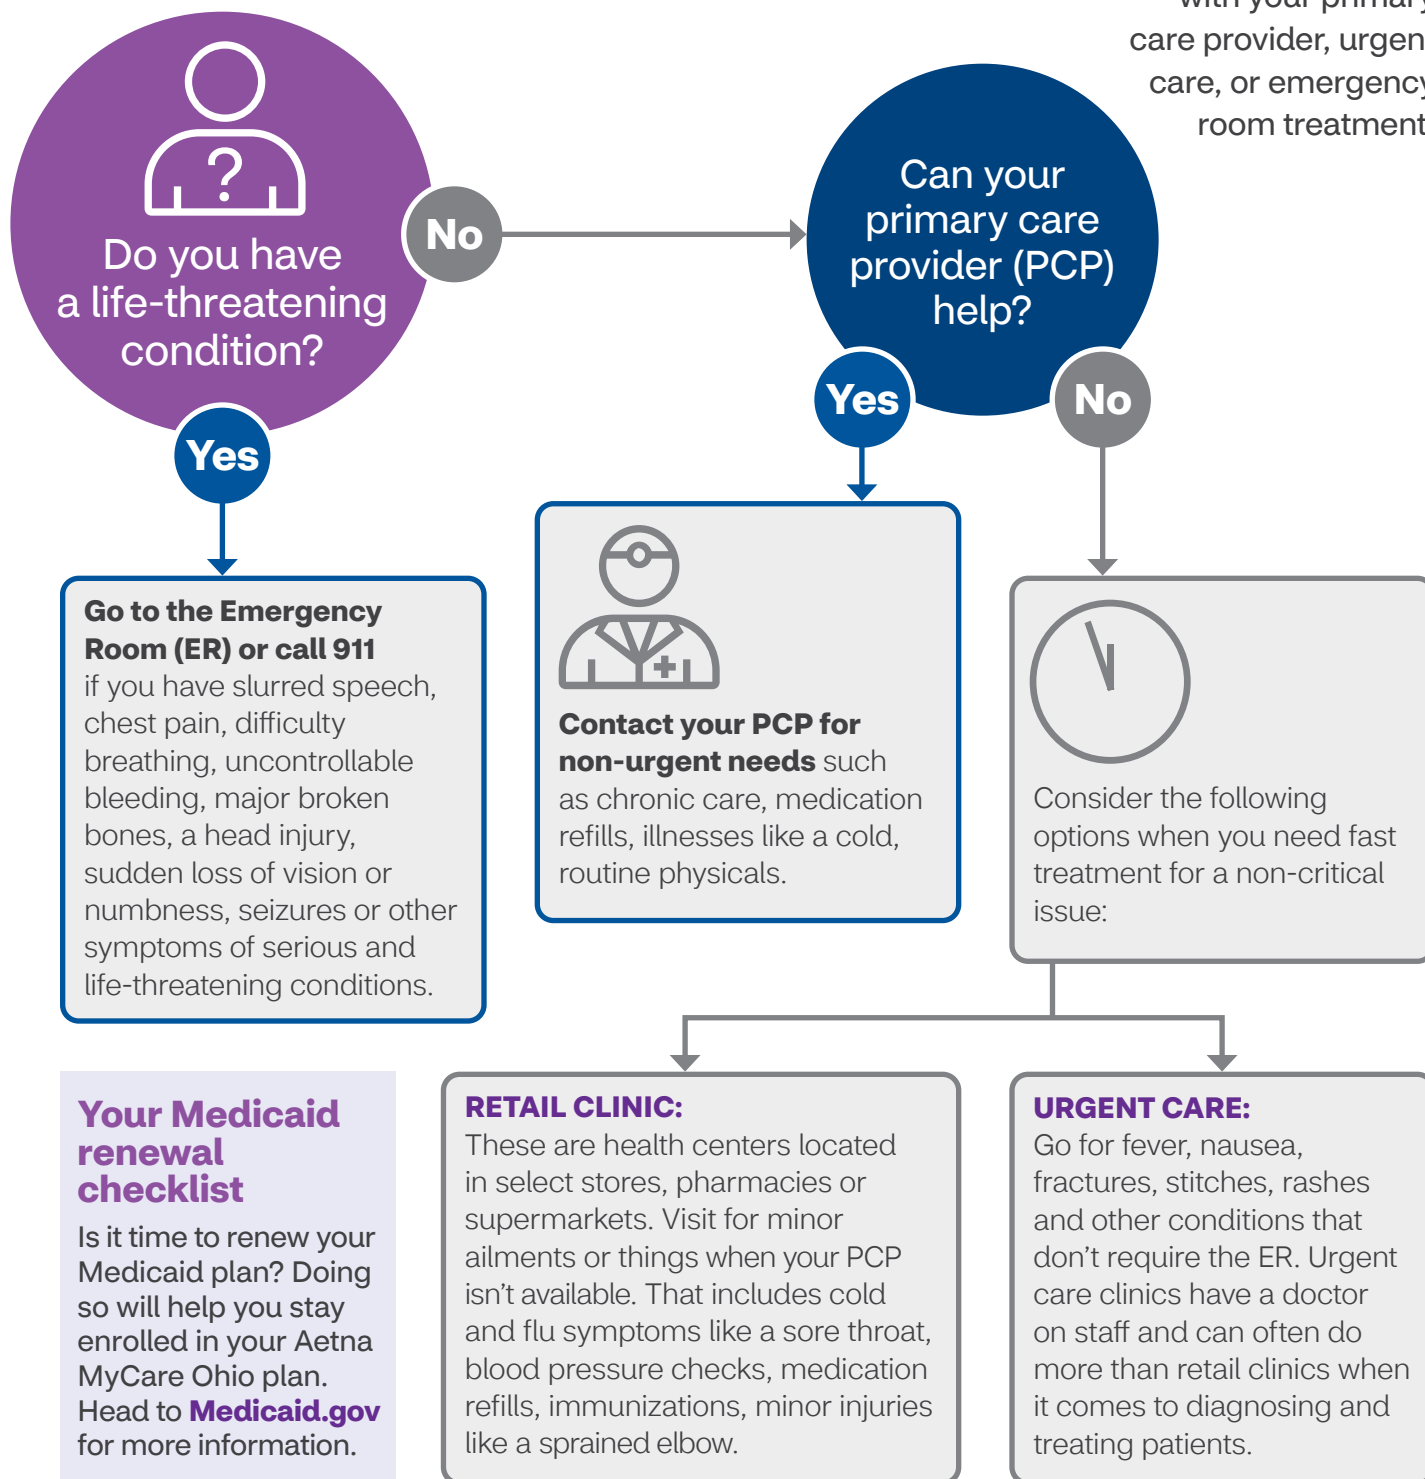 with your primary
care provider, urgent
care, or emergency
room treatment
?
Do you have
a life-threatening
condition?
No
Can your
primary care
provider (PCP)
help?
Yes
Yes
No
Go to the Emergency
Room (ER) or call 911
if you have slurred speech,
chest pain, difficulty
breathing, uncontrollable
bleeding, major broken
bones, a head injury,
sudden loss of vision or
numbness, seizures or other
symptoms of serious and
life-threatening conditions.
Contact your PCP for
non-urgent needs such
as chronic care, medication
refills, illnesses like a cold,
routine physicals.
Consider the following
options when you need fast
treatment for a non-critical
issue:
Your Medicaid
renewal
checklist
Is it time to renew your
Medicaid plan? Doing
so will help you stay
enrolled in your Aetna
MyCare Ohio plan.
Head to Medicaid.gov
for more information.
RETAIL CLINIC:
These are health centers located
in select stores, pharmacies or
supermarkets. Visit for minor
ailments or things when your PCP
isn't available. That includes cold
and flu symptoms like a sore throat,
blood pressure checks, medication
refills, immunizations, minor injuries
like a sprained elbow.
URGENT CARE:
Go for fever, nausea,
fractures, stitches, rashes
and other conditions that
don't require the ER. Urgent
care clinics have a doctor
on staff and can often do
more than retail clinics when
it comes to diagnosing and
treating patients.